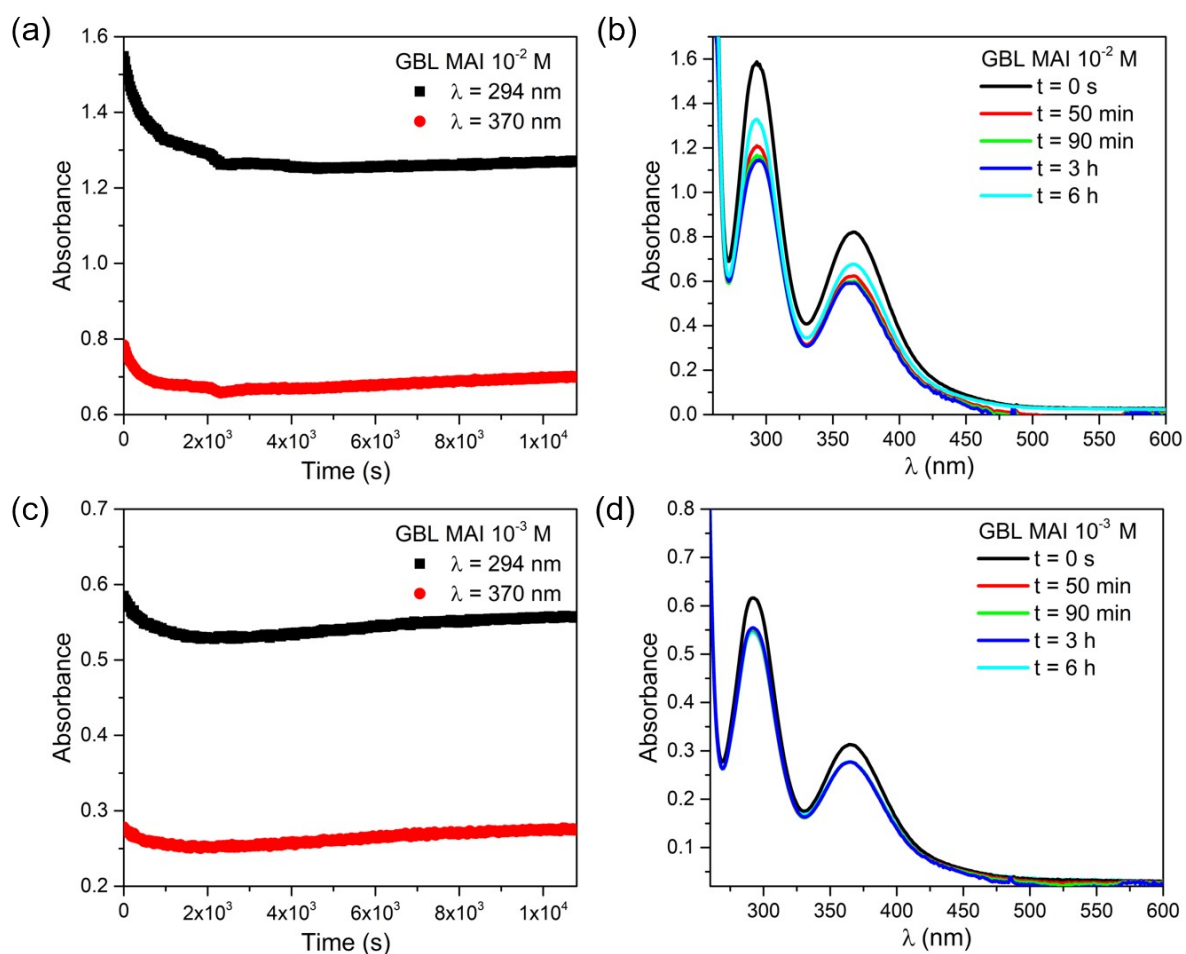 (a)
GBL MAI 10⁻² M
λ = 294 nm
λ = 370 nm
1.6
1.4
1.2
1.0
0.8
0.6
Absorbance
0 2x10³ 4x10³ 6x10³ 8x10³ 1x10⁴
Time (s)
(b)
GBL MAI 10⁻² M
t = 0 s
t = 50 min
t = 90 min
t = 3 h
t = 6 h
1.6
1.4
1.2
1.0
0.8
0.6
0.4
0.2
0.0
Absorbance
300 350 400 450 500 550 600
λ (nm)
(c)
GBL MAI 10⁻³ M
λ = 294 nm
λ = 370 nm
0.7
0.6
0.5
0.4
0.3
0.2
Absorbance
0 2x10³ 4x10³ 6x10³ 8x10³ 1x10⁴
Time (s)
(d)
GBL MAI 10⁻³ M
t = 0 s
t = 50 min
t = 90 min
t = 3 h
t = 6 h
0.8
0.7
0.6
0.5
0.4
0.3
0.2
0.1
Absorbance
300 350 400 450 500 550 600
λ (nm)